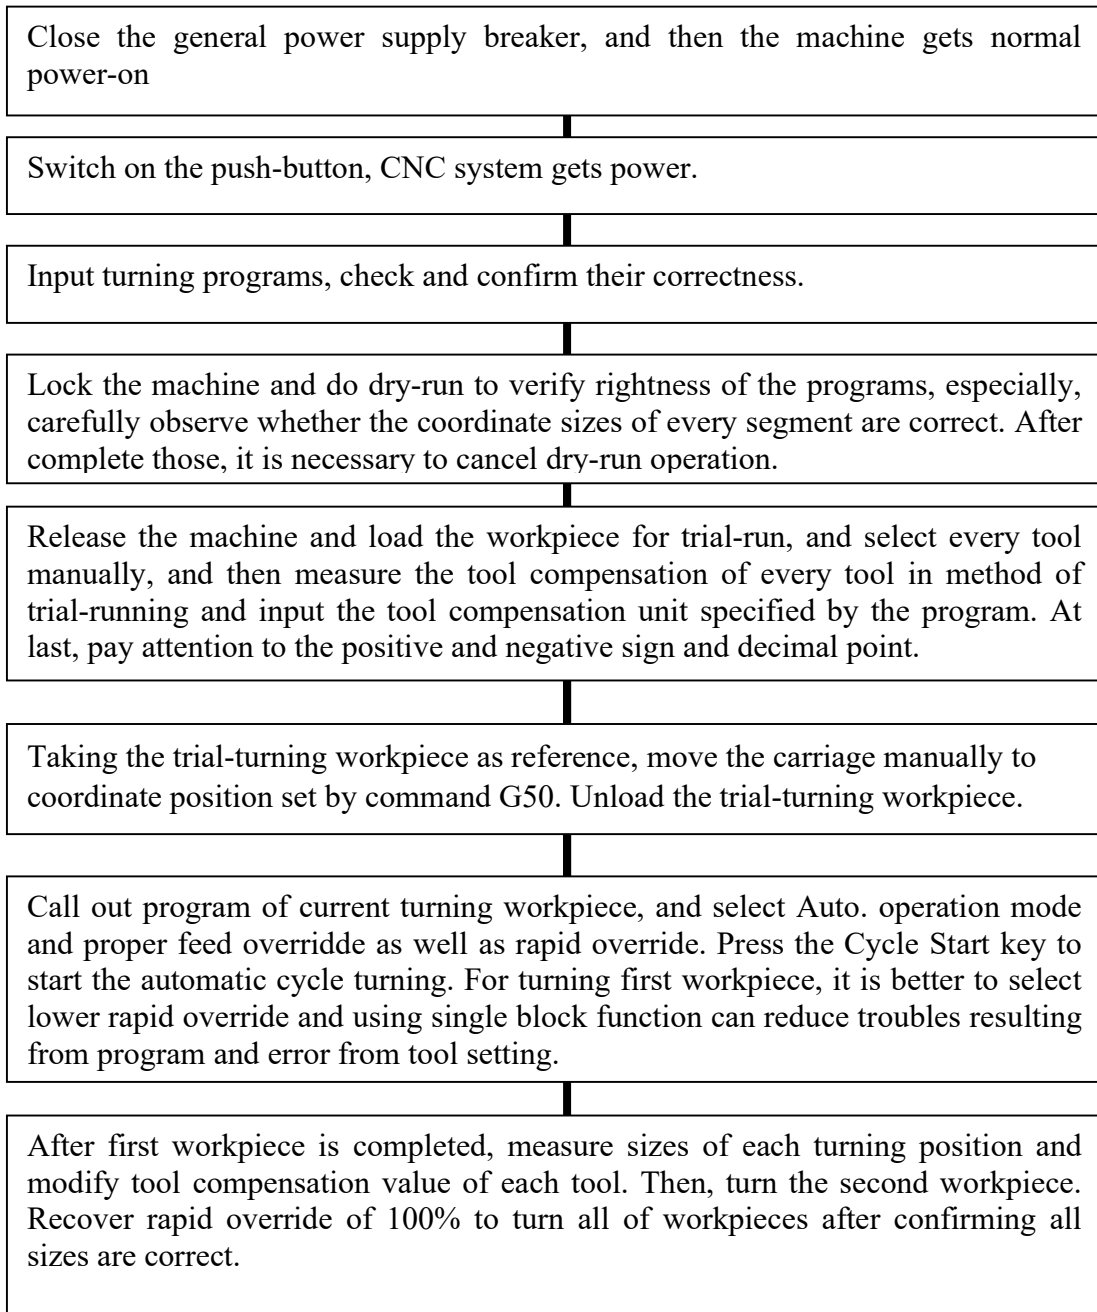 Close the general power supply breaker, and then the machine gets normal
power-on
Switch on the push-button, CNC system gets power.
Input turning programs, check and confirm their correctness.
Lock the machine and do dry-run to verify rightness of the programs, especially,
carefully observe whether the coordinate sizes of every segment are correct. After
complete those, it is necessary to cancel dry-run operation.
Release the machine and load the workpiece for trial-run, and select every tool
manually, and then measure the tool compensation of every tool in method of
trial-running and input the tool compensation unit specified by the program. At
last, pay attention to the positive and negative sign and decimal point.
Taking the trial-turning workpiece as reference, move the carriage manually to
coordinate position set by command G50. Unload the trial-turning workpiece.
Call out program of current turning workpiece, and select Auto. operation mode
and proper feed overridde as well as rapid override. Press the Cycle Start key to
start the automatic cycle turning. For turning first workpiece, it is better to select
lower rapid override and using single block function can reduce troubles resulting
from program and error from tool setting.
After first workpiece is completed, measure sizes of each turning position and
modify tool compensation value of each tool. Then, turn the second workpiece.
Recover rapid override of 100% to turn all of workpieces after confirming all
sizes are correct.